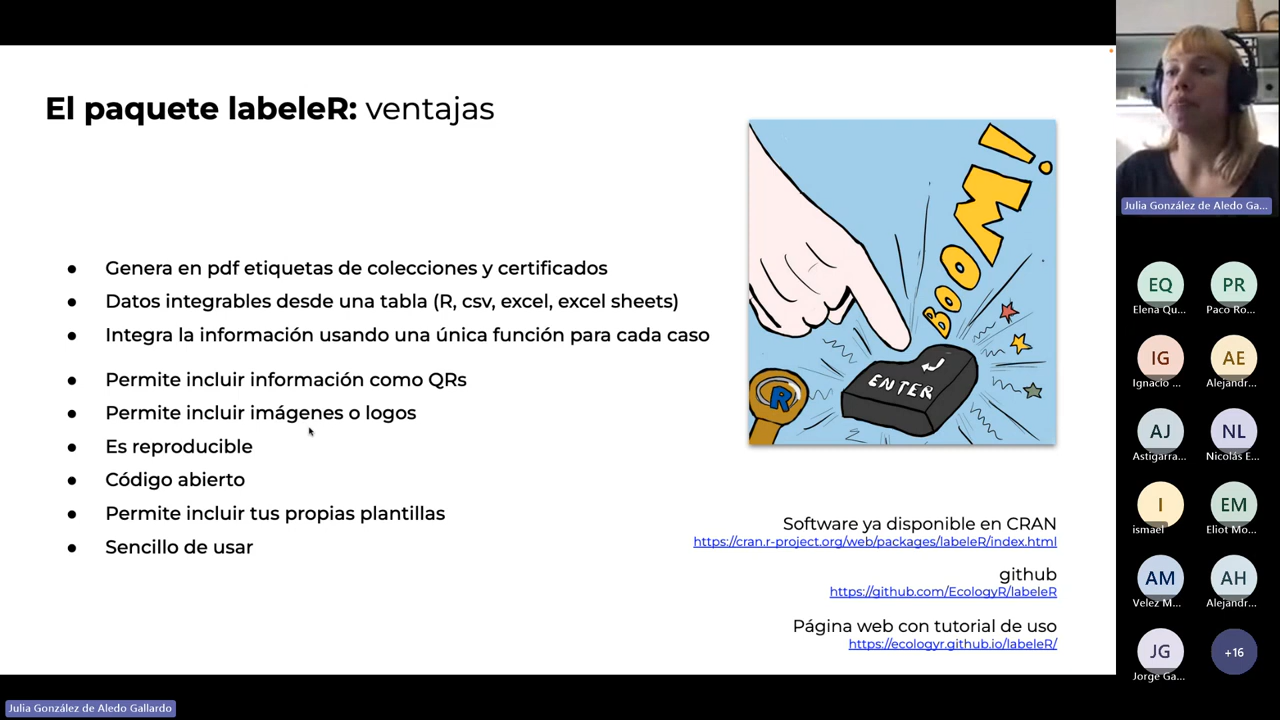 El paquete labeleR: ventajas
Genera en pdf etiquetas de colecciones y certificados
Datos integrables desde una tabla (R, csv, excel, excel sheets)
Integra la información usando una única función para cada caso
Permite incluir información como QRs
Permite incluir imágenes o logos
Es reproducible
Código abierto
Permite incluir tus propias plantillas
Sencillo de usar
BOOM!
ENTER
R
Software ya disponible en CRAN
https://cran.r-project.org/web/packages/labeleR/index.html
github
https://github.com/EcologyR/labeleR
Página web con tutorial de uso
https://ecologyr.github.io/labeleR/
Julia González de Aledo Ga...
EQ
Elena Qu...
PR
Paco Ro...
IG
Ignacio ...
AE
Alejandr...
AJ
Astigarra...
NL
Nicolás E...
I
ismael
EM
Eliot Mo...
AM
Velez M...
AH
Alejandr...
JG
Jorge Ga...
+16
Julia González de Aledo Gallardo